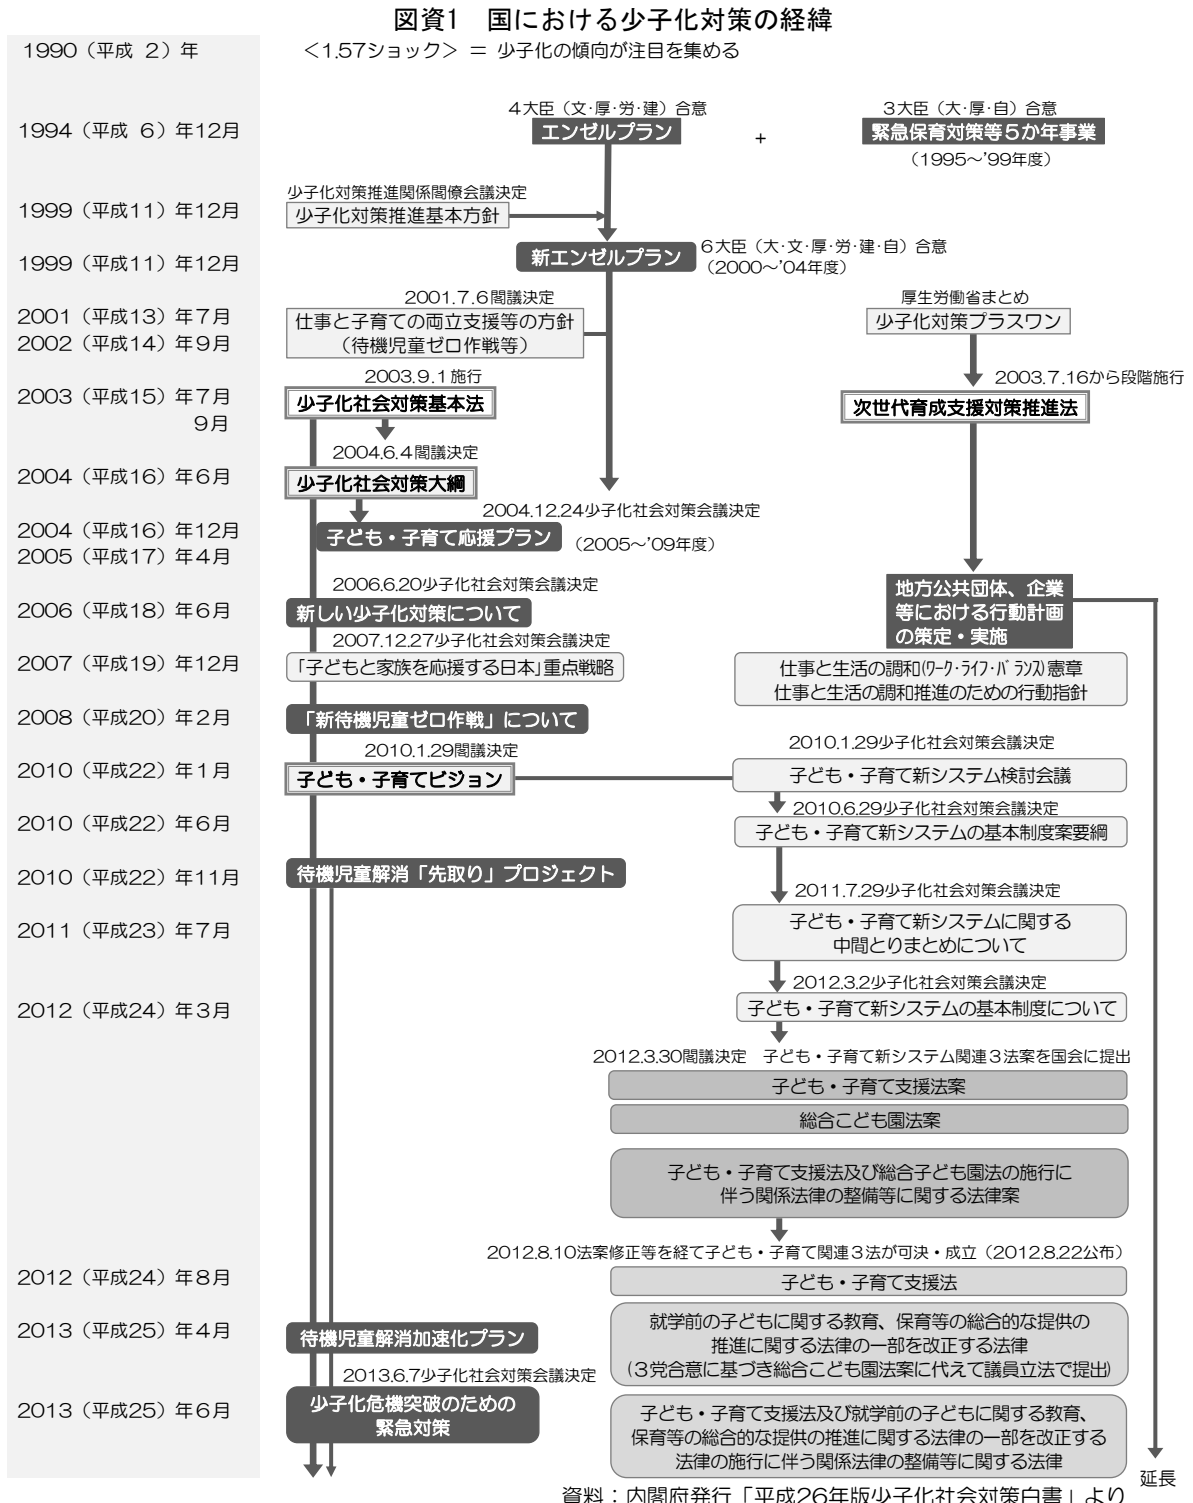 図資1　国における少子化対策の経緯
1990（平成 2）年
＜1.57ショック＞ ＝ 少子化の傾向が注目を集める
4大臣（文・厚・労・建）合意
3大臣（大・厚・自）合意
1994（平成 6）年12月
エンゼルプラン
+
緊急保育対策等5か年事業
（1995～'99年度）
少子化対策推進関係閣僚会議決定
1999（平成11）年12月
少子化対策推進基本方針
1999（平成11）年12月
新エンゼルプラン
6大臣（大・文・厚・労・建・自）合意
（2000～'04年度）
2001.7.6閣議決定
厚生労働省まとめ
2001（平成13）年7月
仕事と子育ての両立支援等の方針
（待機児童ゼロ作戦等）
少子化対策プラスワン
2002（平成14）年9月
2003.9.1施行
2003.7.16から段階施行
2003（平成15）年7月
9月
少子化社会対策基本法
次世代育成支援対策推進法
2004.6.4閣議決定
2004（平成16）年6月
少子化社会対策大綱
2004.12.24少子化社会対策会議決定
2004（平成16）年12月
子ども・子育て応援プラン
（2005～'09年度）
2005（平成17）年4月
地方公共団体、企業
等における行動計画
の策定・実施
2006.6.20少子化社会対策会議決定
2006（平成18）年6月
新しい少子化対策について
2007.12.27少子化社会対策会議決定
2007（平成19）年12月
「子どもと家族を応援する日本」重点戦略
仕事と生活の調和(ﾜｰｸ・ﾗｲﾌ・ﾊﾞﾗﾝｽ)憲章
仕事と生活の調和推進のための行動指針
2008（平成20）年2月
「新待機児童ゼロ作戦」について
2010.1.29閣議決定
2010.1.29少子化社会対策会議決定
2010（平成22）年1月
子ども・子育てビジョン
子ども・子育て新システム検討会議
2010.6.29少子化社会対策会議決定
2010（平成22）年6月
子ども・子育て新システムの基本制度案要綱
2010（平成22）年11月
待機児童解消「先取り」プロジェクト
2011.7.29少子化社会対策会議決定
2011（平成23）年7月
子ども・子育て新システムに関する
中間とりまとめについて
2012.3.2少子化社会対策会議決定
2012（平成24）年3月
子ども・子育て新システムの基本制度について
2012.3.30閣議決定　子ども・子育て新システム関連3法案を国会に提出
子ども・子育て支援法案
総合こども園法案
子ども・子育て支援法及び総合子ども園法の施行に
伴う関係法律の整備等に関する法律案
2012.8.10法案修正等を経て子ども・子育て関連3法が可決・成立（2012.8.22公布）
2012（平成24）年8月
子ども・子育て支援法
2013（平成25）年4月
待機児童解消加速化プラン
就学前の子どもに関する教育、保育等の総合的な提供の
推進に関する法律の一部を改正する法律
(3党合意に基づき総合こども園法案に代えて議員立法で提出)
2013.6.7少子化社会対策会議決定
2013（平成25）年6月
少子化危機突破のための
緊急対策
子ども・子育て支援法及び就学前の子どもに関する教育、
保育等の総合的な提供の推進に関する法律の一部を改正する
法律の施行に伴う関係法律の整備等に関する法律
延長
資料：内閣府発行「平成26年版少子化社会対策白書」より